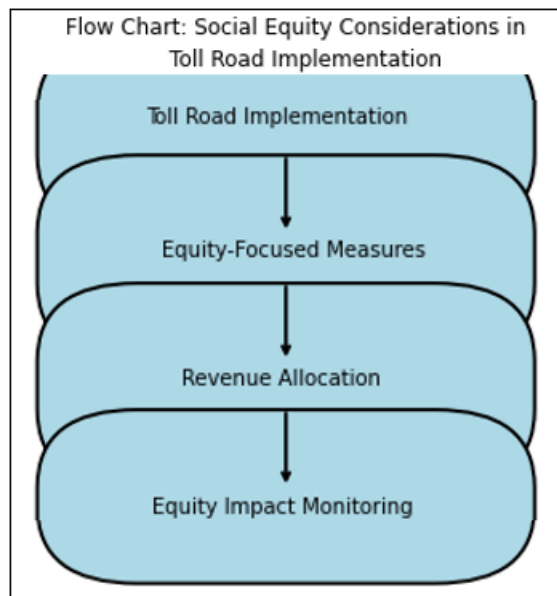 Flow Chart: Social Equity Considerations in
Toll Road Implementation
Toll Road Implementation
Equity-Focused Measures
Revenue Allocation
Equity Impact Monitoring